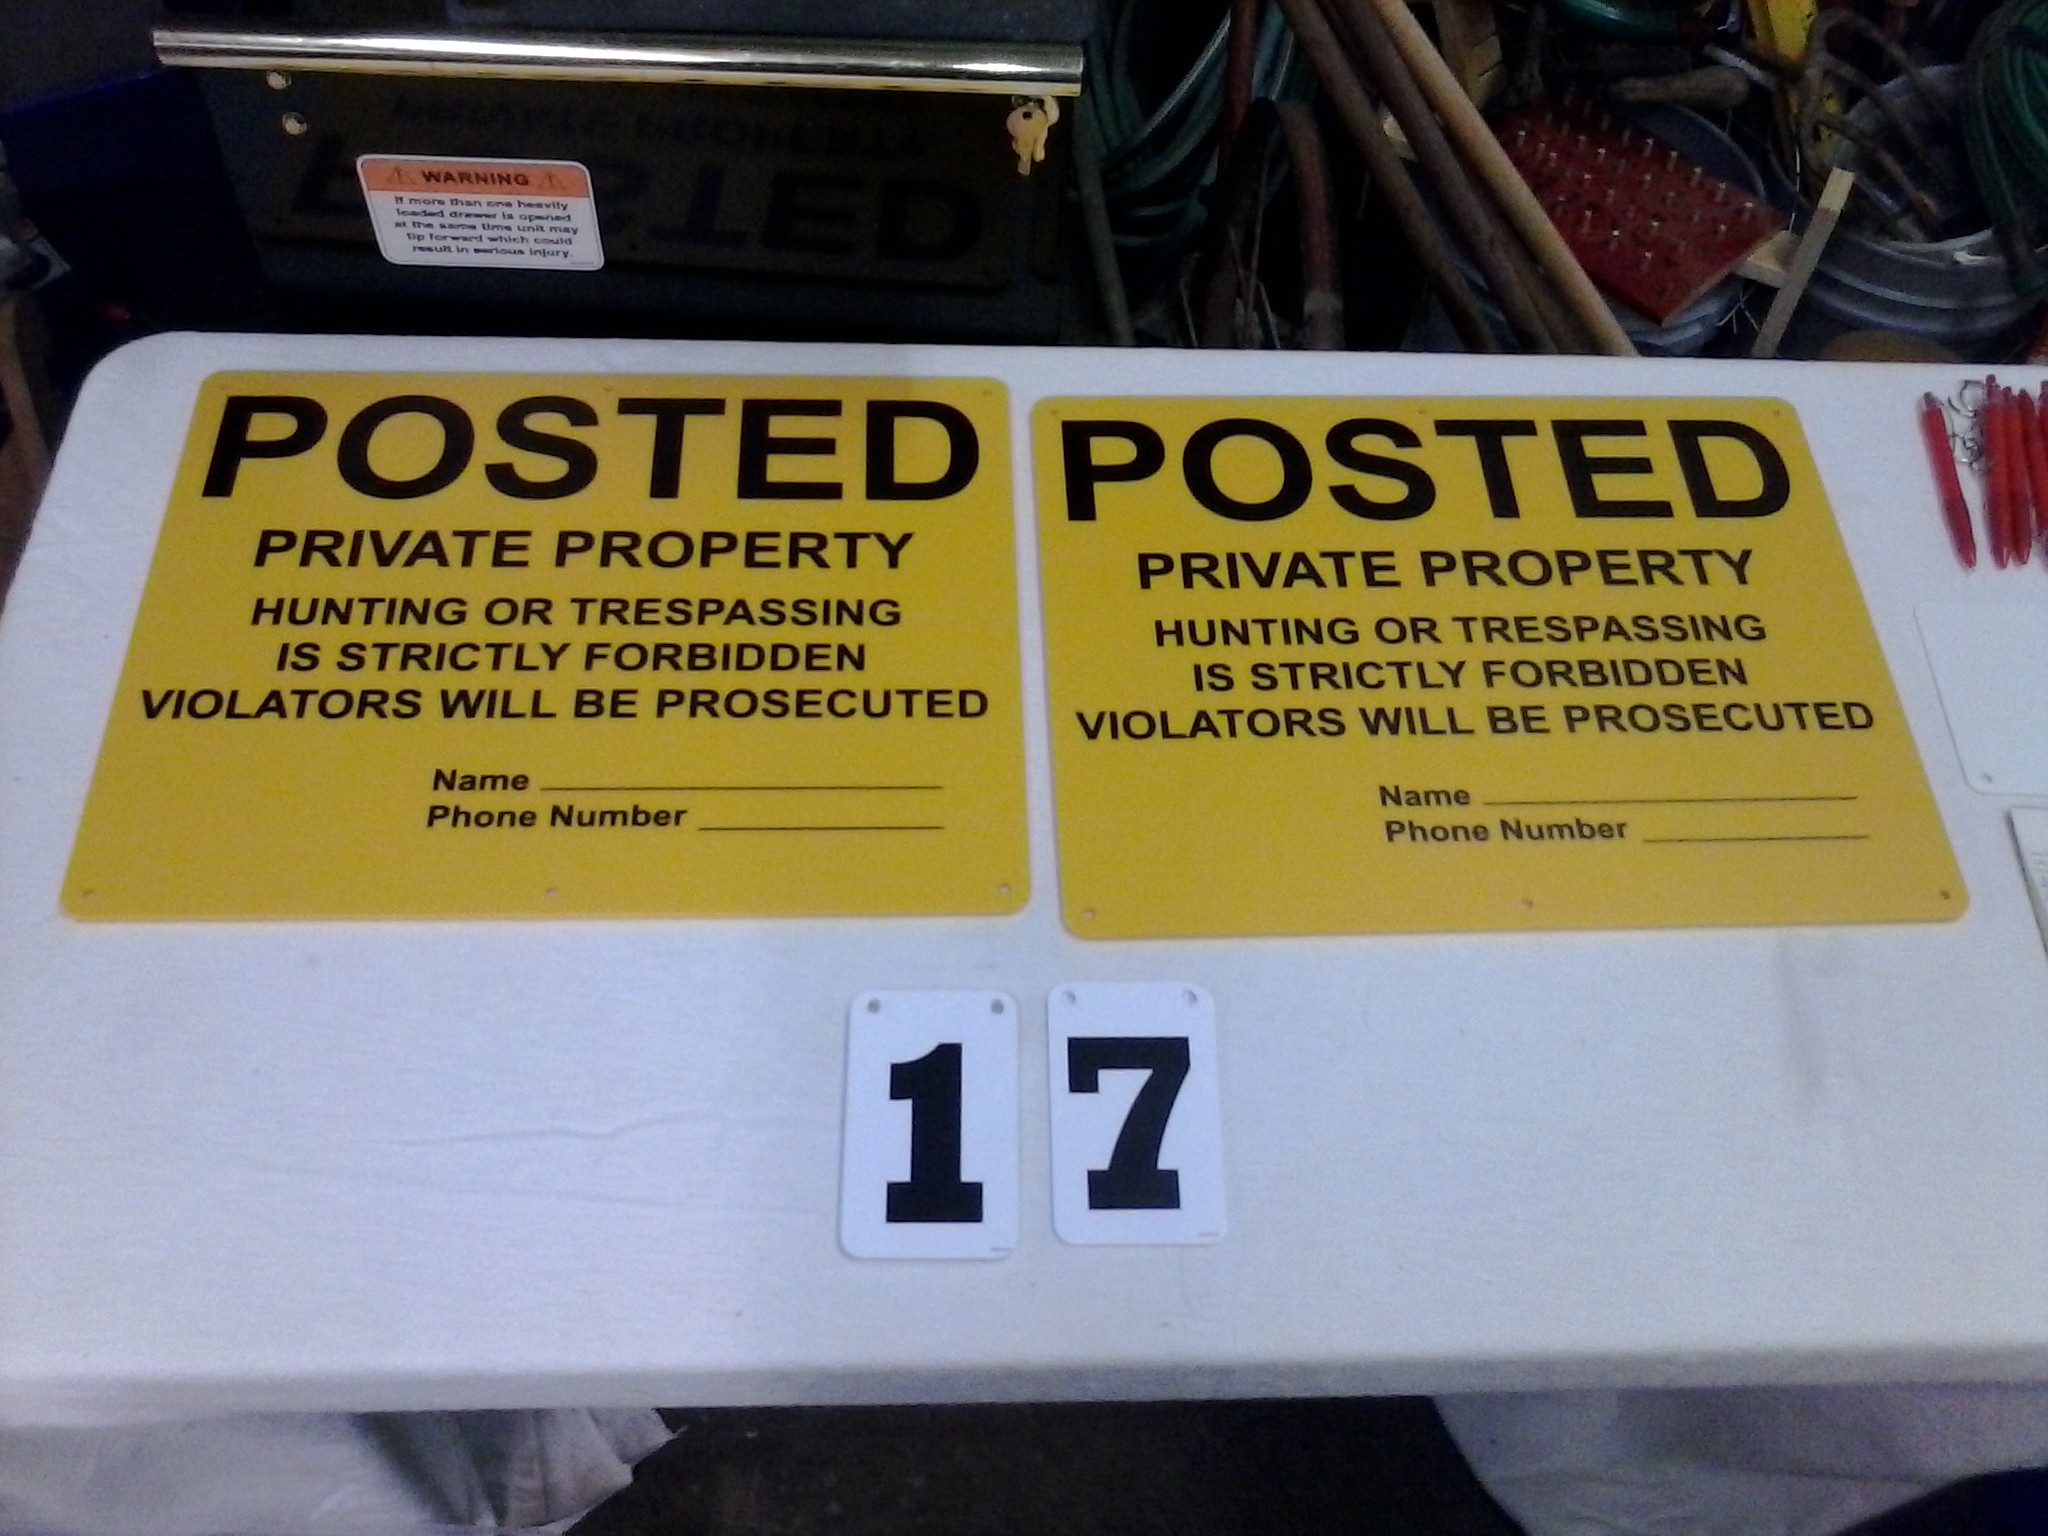 WARNING
If more than one heavily
loaded drawer is opened
at the same time unit may
tip forward which could
result in serious injury.
POSTED
PRIVATE PROPERTY
HUNTING OR TRESPASSING
IS STRICTLY FORBIDDEN
VIOLATORS WILL BE PROSECUTED
Name
Phone Number
POSTED
PRIVATE PROPERTY
HUNTING OR TRESPASSING
IS STRICTLY FORBIDDEN
VIOLATORS WILL BE PROSECUTED
Name
Phone Number
1 7